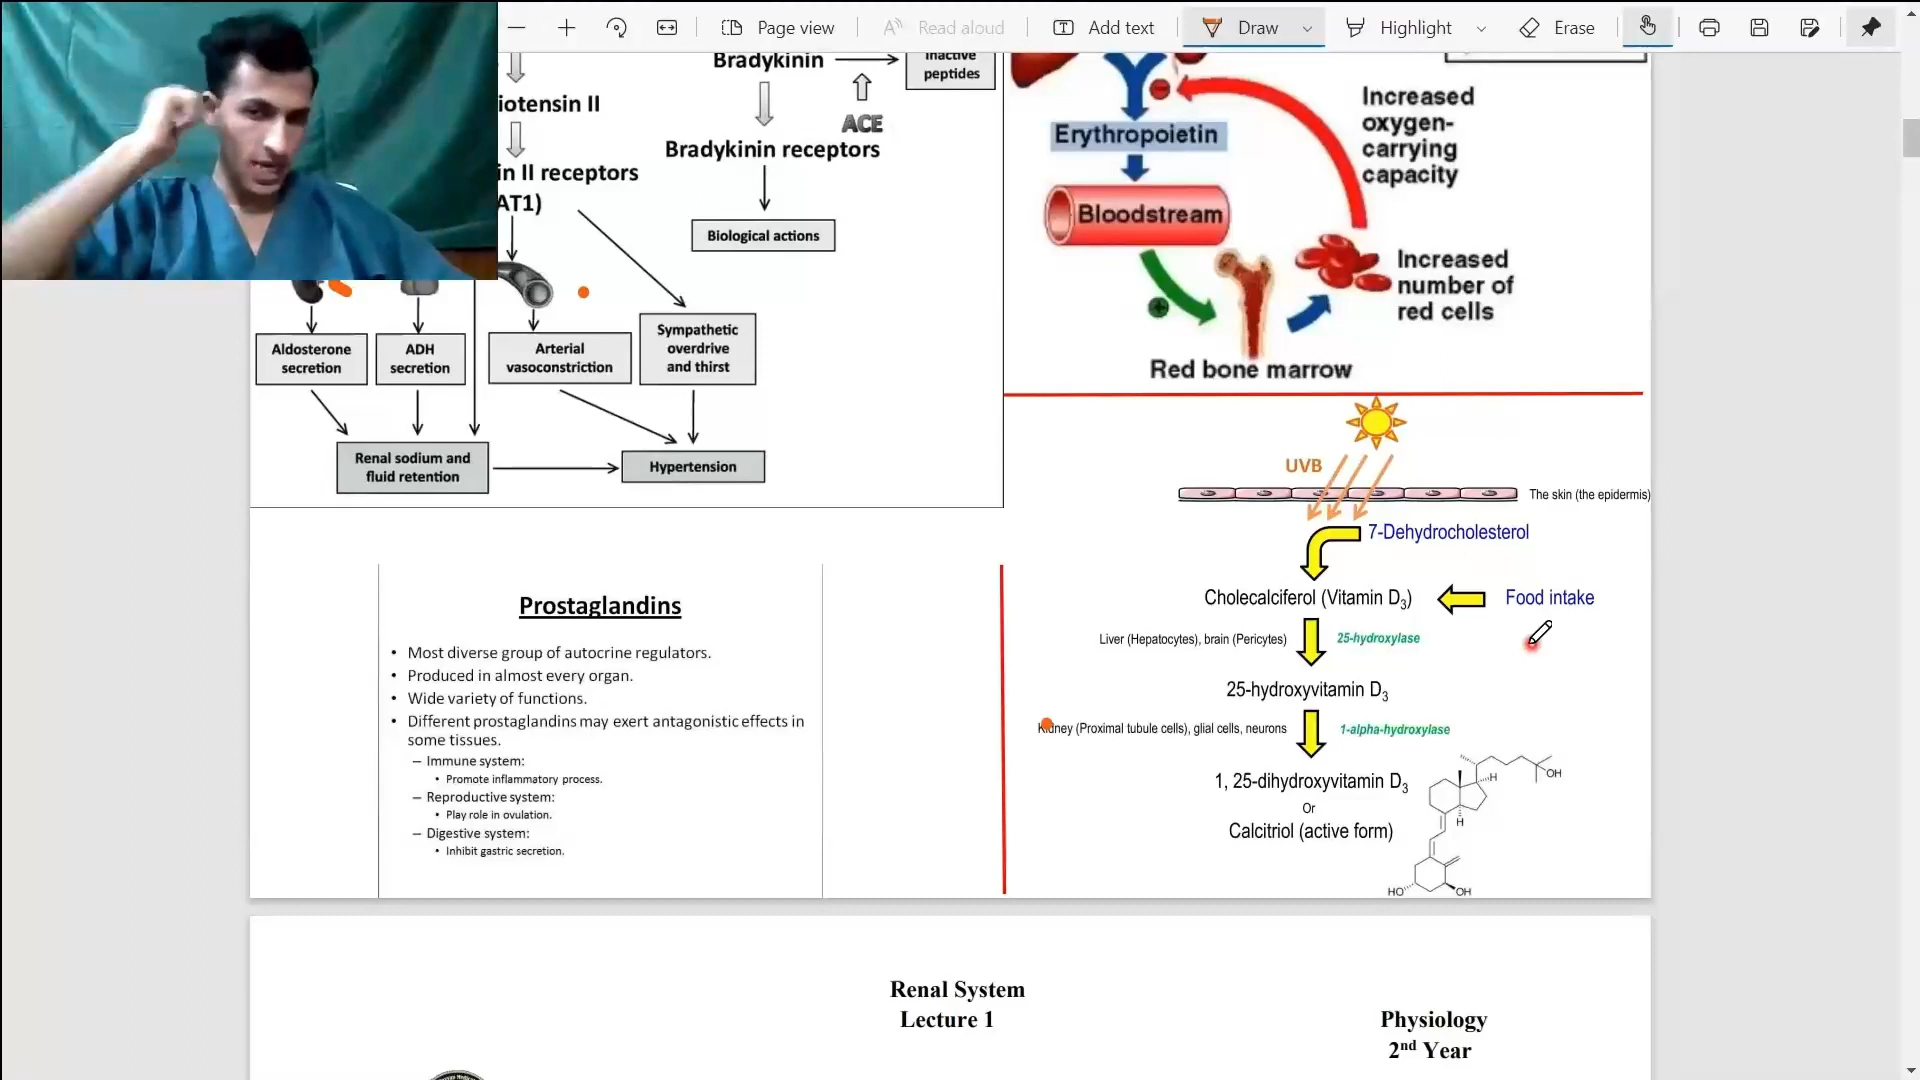 Page view
Read aloud
Add text
Draw
Highlight
Erase
iotensin II
in II receptors
AT1)
Bradykinin
Inactive
peptides
ACE
Bradykinin receptors
Biological actions
Aldosterone
secretion
ADH
secretion
Arterial
vasoconstriction
Sympathetic
overdrive
and thirst
Renal sodium and
fluid retention
Hypertension
Erythropoietin
Bloodstream
Increased
oxygen-
carrying
capacity
Increased
number of
red cells
Red bone marrow
Prostaglandins
• Most diverse group of autocrine regulators.
• Produced in almost every organ.
• Wide variety of functions.
• Different prostaglandins may exert antagonistic effects in
some tissues.
– Immune system:
• Promote inflammatory process.
– Reproductive system:
• Play role in ovulation.
– Digestive system:
• Inhibit gastric secretion.
UVB
The skin (the epidermis)
7-Dehydrocholesterol
Cholecalciferol (Vitamin D3)
Food intake
Liver (Hepatocytes), brain (Pericytes)
25-hydroxylase
25-hydroxyvitamin D3
Kidney (Proximal tubule cells), glial cells, neurons
1-alpha-hydroxylase
1, 25-dihydroxyvitamin D3
Or
Calcitriol (active form)
H
OH
H
HO
OH
Renal System
Lecture 1
Physiology
2nd Year